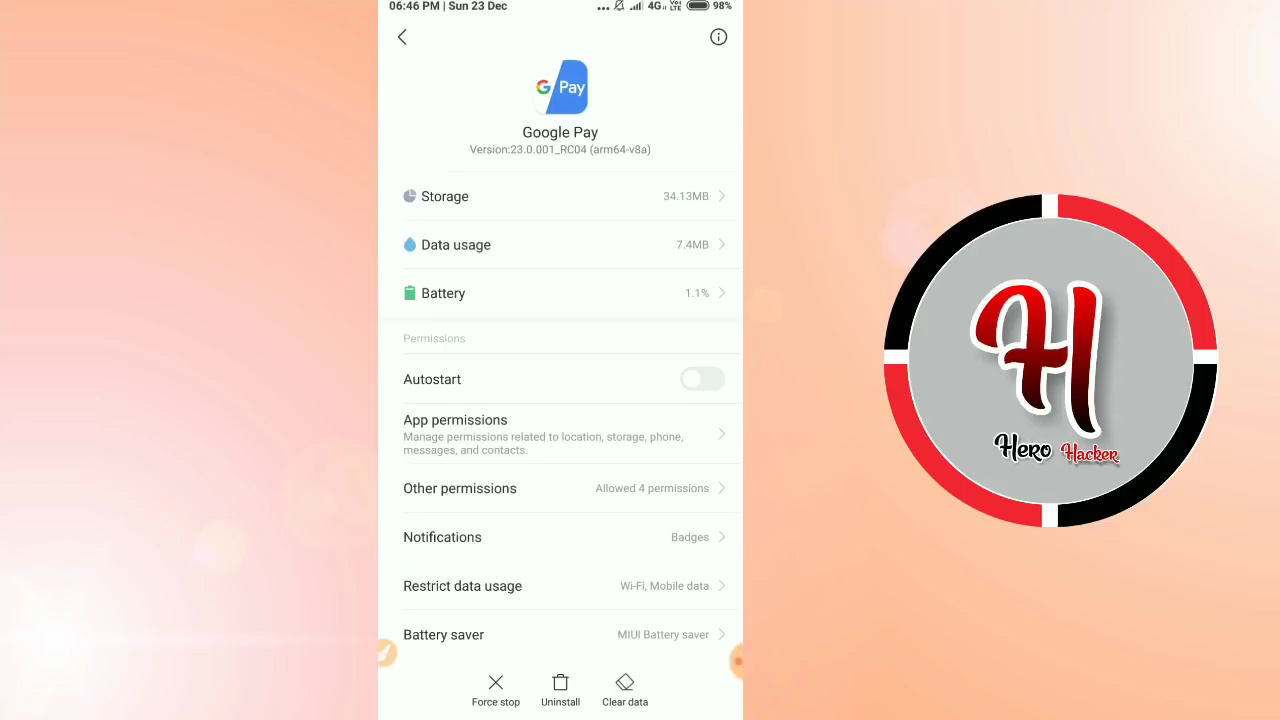 06:46 PM | Sun 23 Dec
... 4G VoLTE 98%
G Pay
Google Pay
Version:23.0.001_RC04 (arm64-v8a)
Storage 34.13MB
Data usage 7.4MB
Battery 1.1%
Permissions
Autostart
App permissions
Manage permissions related to location, storage, phone,
messages, and contacts.
Other permissions Allowed 4 permissions
Notifications Badges
Restrict data usage Wi-Fi, Mobile data
Battery saver MIUI Battery saver
Force stop Uninstall Clear data
H
Hero Hacker